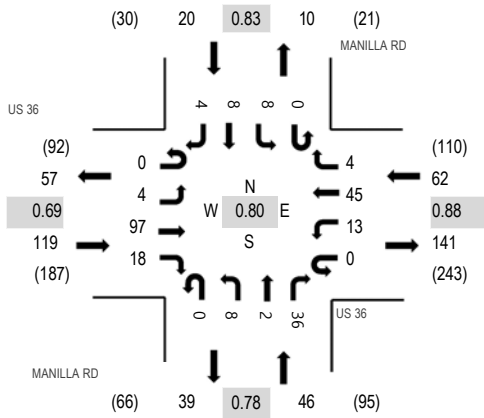 (30) 20 0.83 10 (21)
MANILLA RD
US 36
4 8 8 0
(92) 0 4 (110)
57 62
4 N 45
0.69 W 0.80 E 0.88
97 13
119 S 141
18 0
(187) (243)
0 8 2 36
US 36
MANILLA RD
(66) 39 0.78 46 (95)